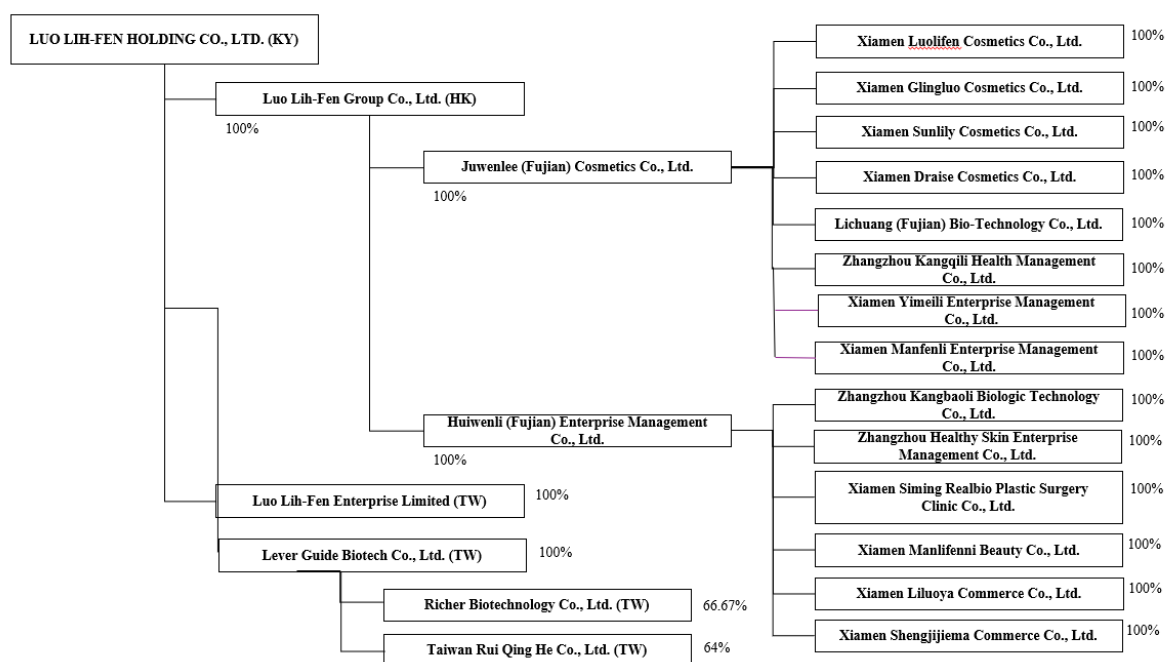 LUO LIH-FEN HOLDING CO., LTD. (KY)
Luo Lih-Fen Group Co., Ltd. (HK)
100%
Juwenlee (Fujian) Cosmetics Co., Ltd.
100%
Xiamen Luolifen Cosmetics Co., Ltd.
100%
Xiamen Glingluo Cosmetics Co., Ltd.
100%
Xiamen Sunlily Cosmetics Co., Ltd.
100%
Xiamen Draise Cosmetics Co., Ltd.
100%
Lichuang (Fujian) Bio-Technology Co., Ltd.
100%
Zhangzhou Kangqili Health Management
Co., Ltd.
100%
Xiamen Yimeili Enterprise Management
Co., Ltd.
100%
Xiamen Manfenli Enterprise Management
Co., Ltd.
100%
Huiwenli (Fujian) Enterprise Management
Co., Ltd.
100%
Zhangzhou Kangbaoli Biologic Technology
Co., Ltd.
100%
Zhangzhou Healthy Skin Enterprise
Management Co., Ltd.
100%
Xiamen Siming Realbio Plastic Surgery
Clinic Co., Ltd.
100%
Xiamen Manlifenni Beauty Co., Ltd.
100%
Xiamen Liluoya Commerce Co., Ltd.
100%
Xiamen Shengjijiema Commerce Co., Ltd.
100%
Luo Lih-Fen Enterprise Limited (TW)
100%
Lever Guide Biotech Co., Ltd. (TW)
100%
Richer Biotechnology Co., Ltd. (TW)
66.67%
Taiwan Rui Qing He Co., Ltd. (TW)
64%